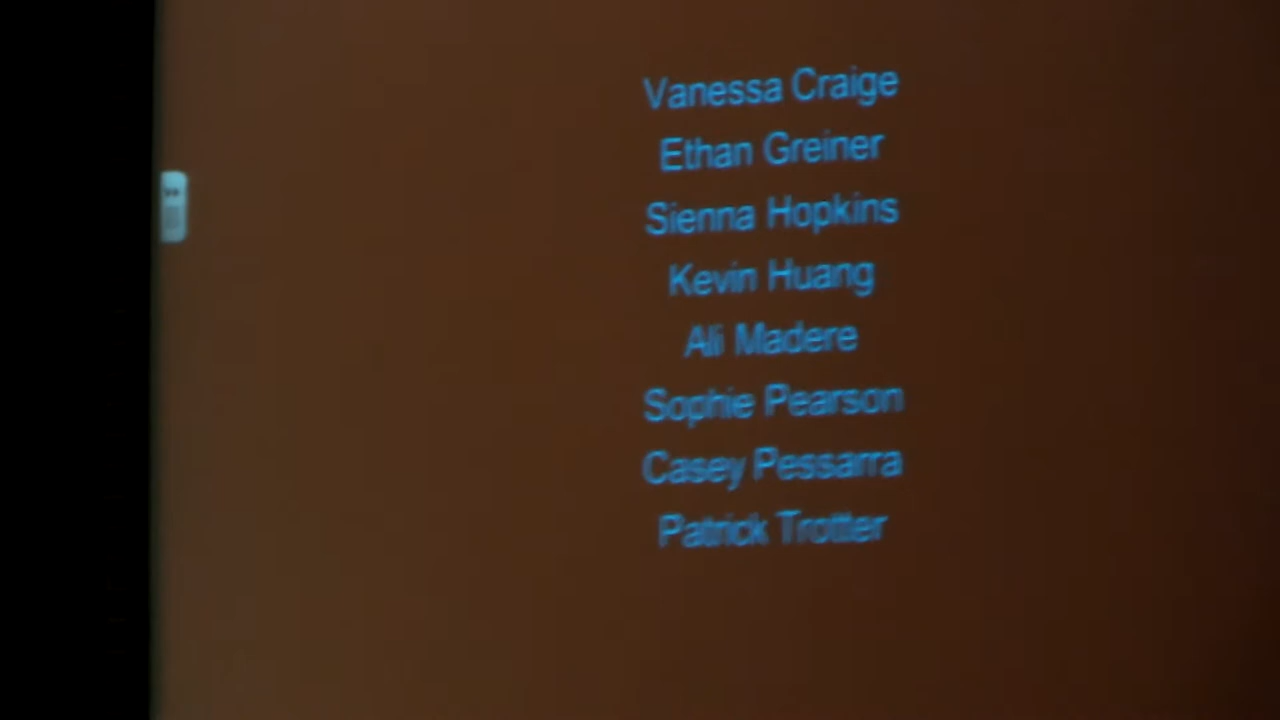 Vanessa Craige
Ethan Greiner
Sienna Hopkins
Kevin Huang
Ali Madere
Sophie Pearson
Casey Pessarra
Patrick Trotter